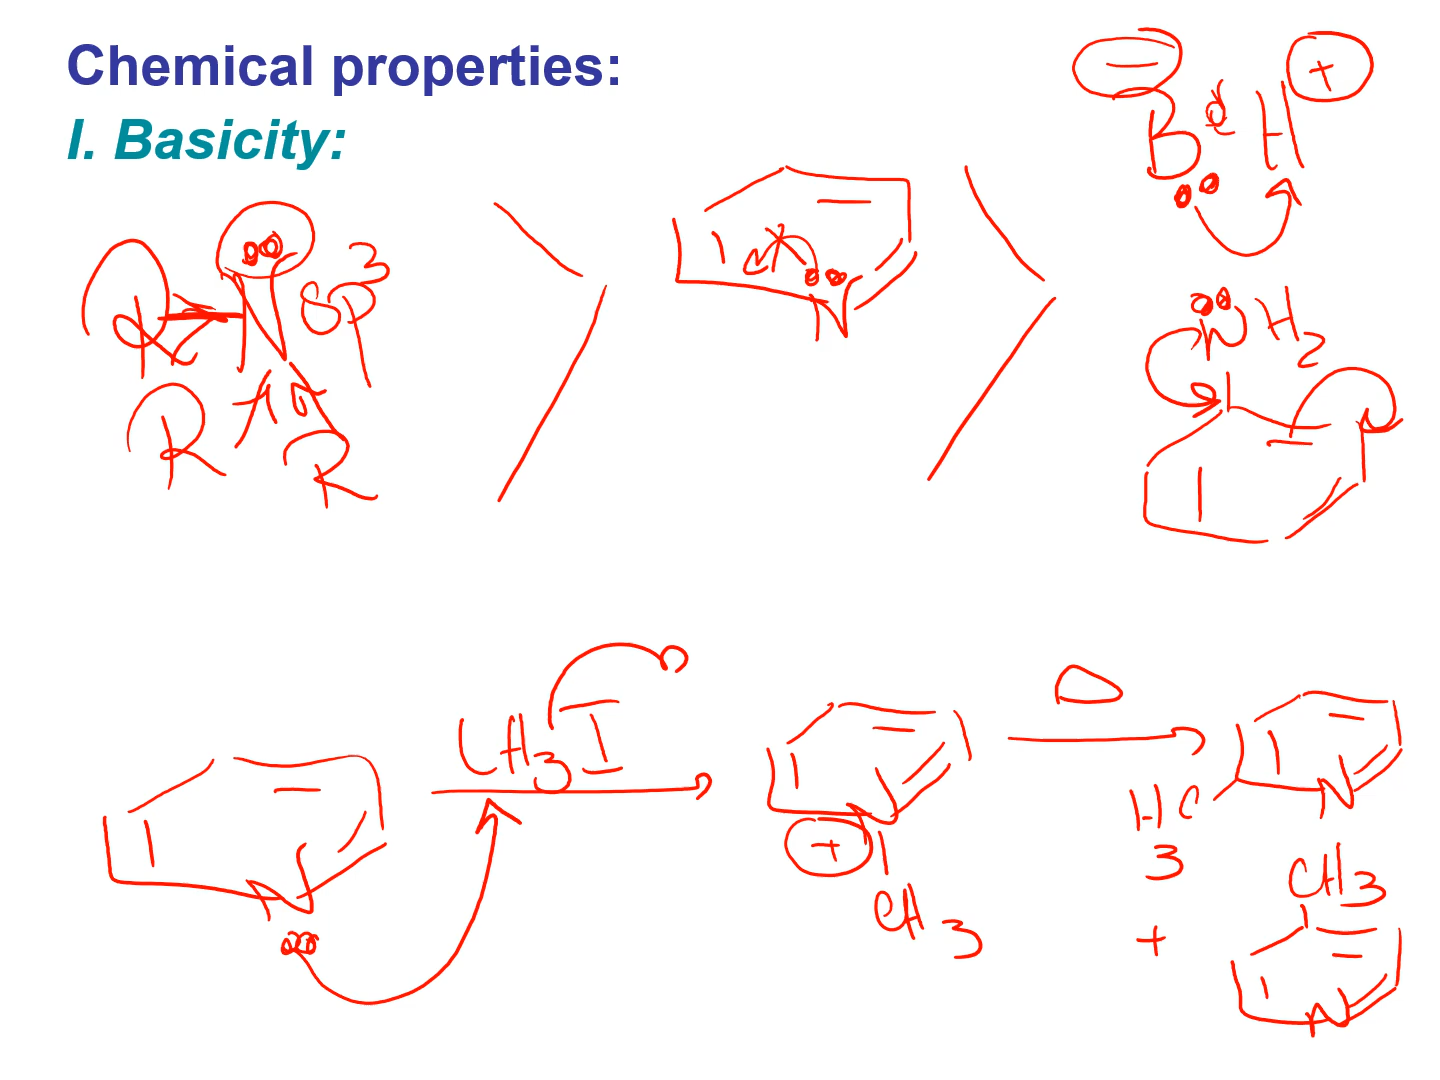 Chemical properties:
I. Basicity:
− +
B H
N sp3
R
R R
N
NH2
CH3I
N
N
+
CH3
N
H3C
+
CH3
N